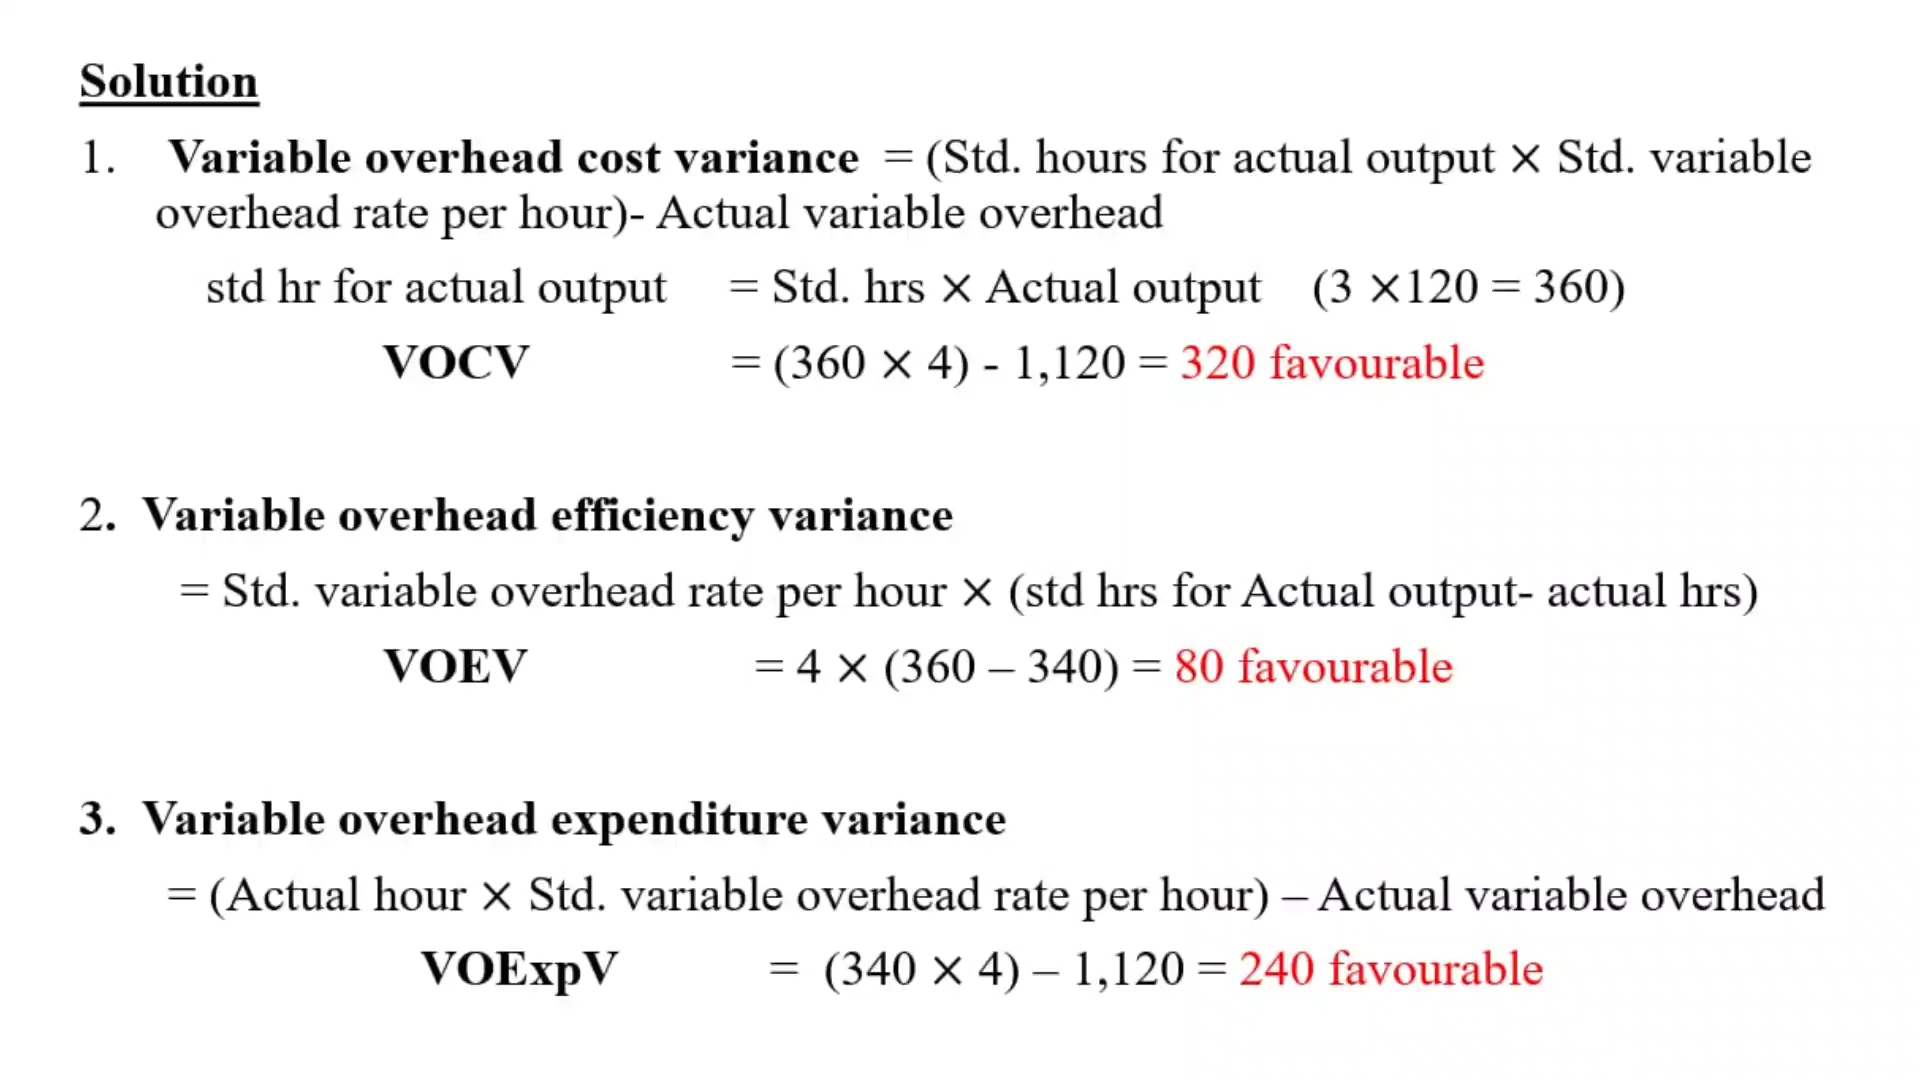 Solution
1. Variable overhead cost variance = (Std. hours for actual output × Std. variable
overhead rate per hour)- Actual variable overhead
std hr for actual output = Std. hrs × Actual output (3 ×120 = 360)
VOCV = (360 × 4) - 1,120 = 320 favourable
2. Variable overhead efficiency variance
= Std. variable overhead rate per hour × (std hrs for Actual output- actual hrs)
VOEV = 4 × (360 – 340) = 80 favourable
3. Variable overhead expenditure variance
= (Actual hour × Std. variable overhead rate per hour) – Actual variable overhead
VOExpV = (340 × 4) – 1,120 = 240 favourable